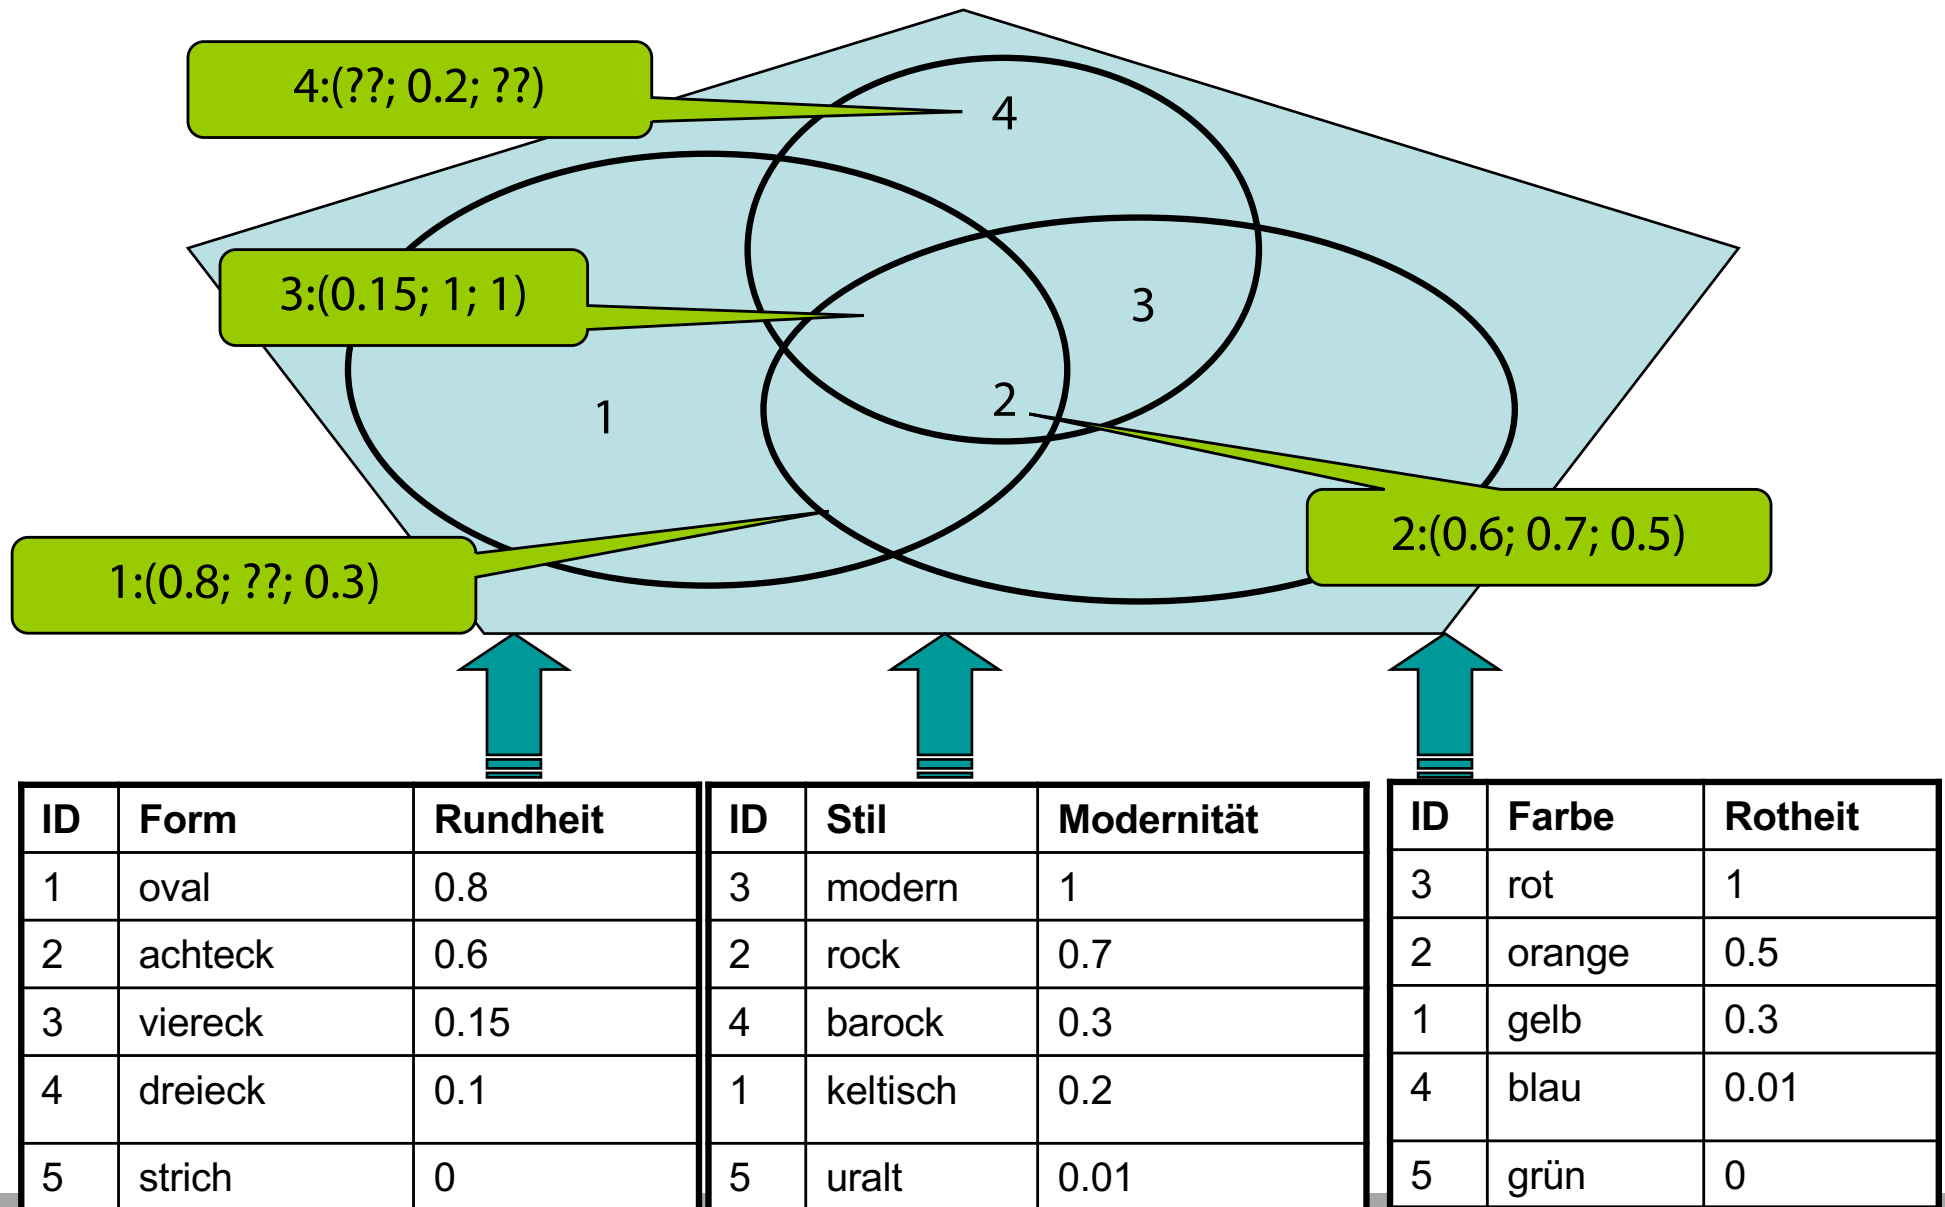 4:(??; 0.2; ??)
4
3:(0.15; 1; 1)
3
1
2
2:(0.6; 0.7; 0.5)
1:(0.8; ??; 0.3)
ID Form Rundheit
1 oval 0.8
2 achteck 0.6
3 viereck 0.15
4 dreieck 0.1
5 strich 0
ID Stil Modernität
3 modern 1
2 rock 0.7
4 barock 0.3
1 keltisch 0.2
5 uralt 0.01
ID Farbe Rotheit
3 rot 1
2 orange 0.5
1 gelb 0.3
4 blau 0.01
5 grün 0